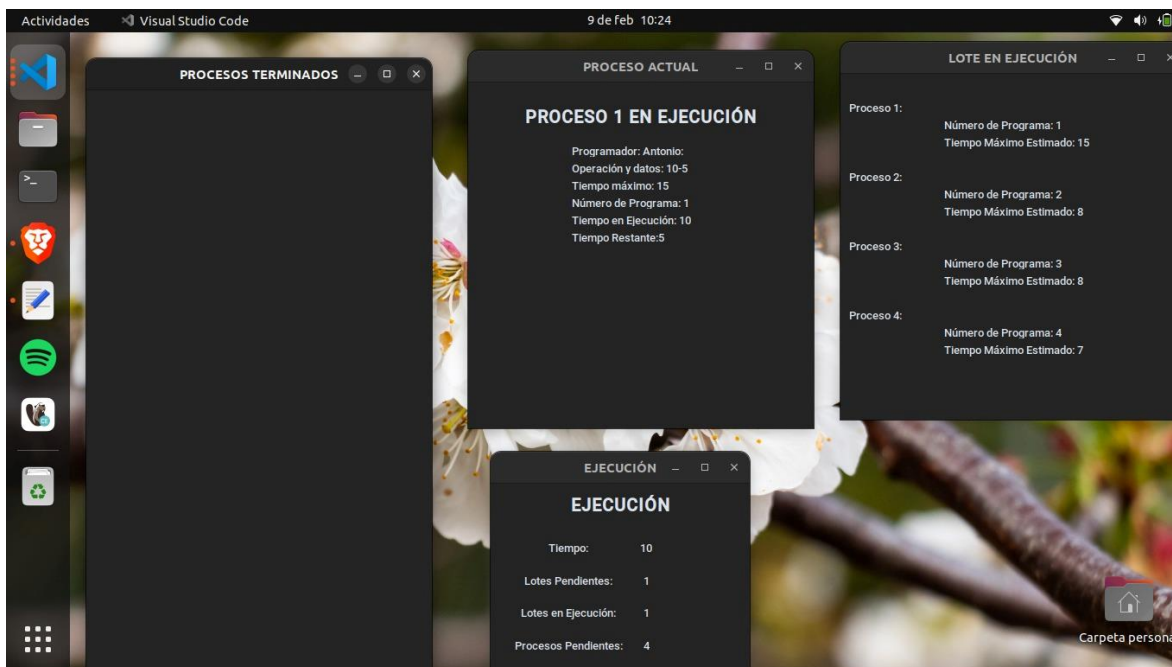 Actividades
Visual Studio Code
9 de feb 10:24
PROCESOS TERMINADOS
PROCESO ACTUAL
PROCESO 1 EN EJECUCIÓN
Programador: Antonio:
Operación y datos: 10-5
Tiempo máximo: 15
Número de Programa: 1
Tiempo en Ejecución: 10
Tiempo Restante:5
LOTE EN EJECUCIÓN
Proceso 1:
Número de Programa: 1
Tiempo Máximo Estimado: 15
Proceso 2:
Número de Programa: 2
Tiempo Máximo Estimado: 8
Proceso 3:
Número de Programa: 3
Tiempo Máximo Estimado: 8
Proceso 4:
Número de Programa: 4
Tiempo Máximo Estimado: 7
EJECUCIÓN
EJECUCIÓN
Tiempo: 10
Lotes Pendientes: 1
Lotes en Ejecución: 1
Procesos Pendientes: 4
Carpeta persona